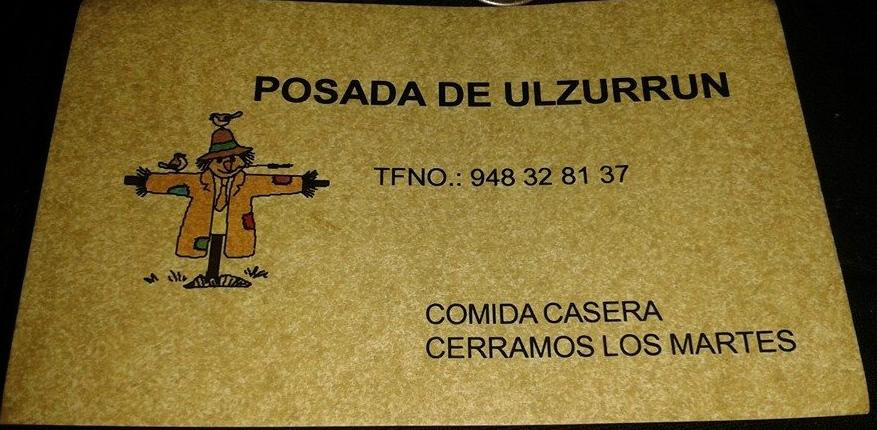 POSADA DE ULZURRUN
TFNO.: 948 32 81 37
COMIDA CASERA
CERRAMOS LOS MARTES